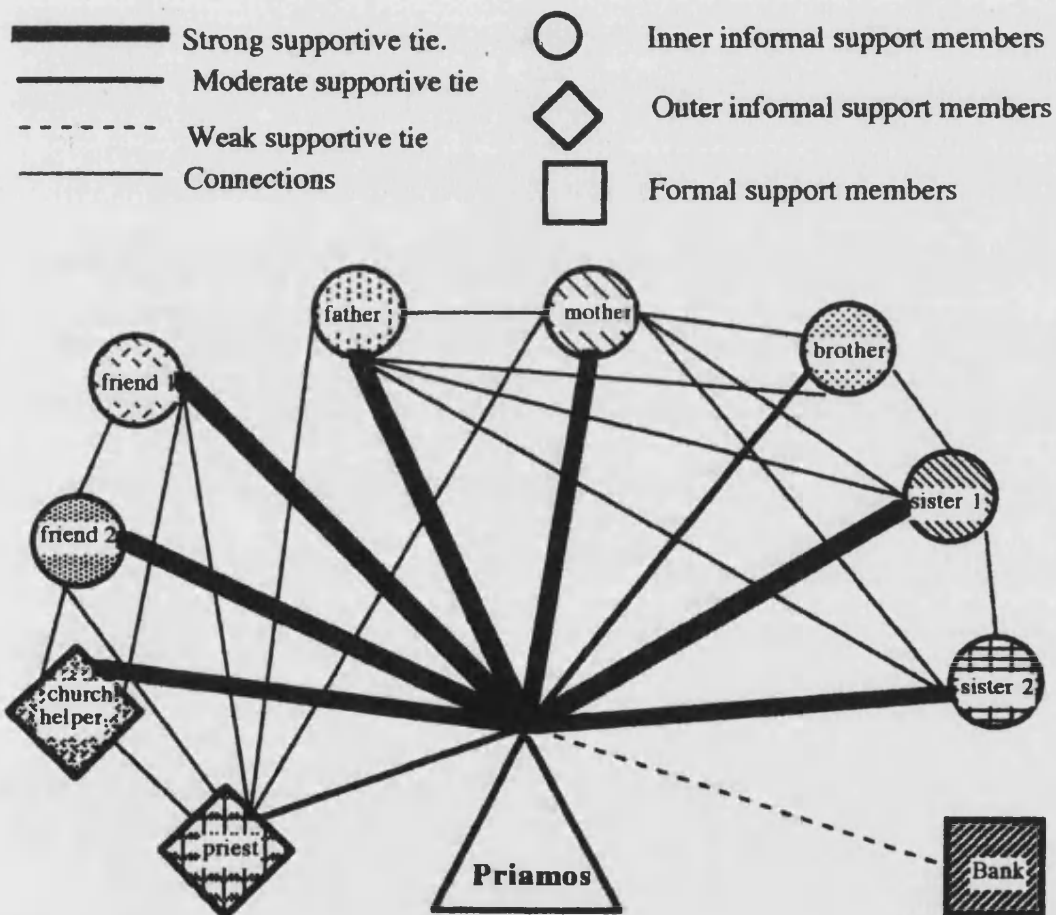 Strong supportive tie.
Moderate supportive tie
Weak supportive tie
Connections
Inner informal support members
Outer informal support members
Formal support members
father
mother
brother
friend 1
sister 1
friend 2
sister 2
church
helper
priest
Priamos
Bank